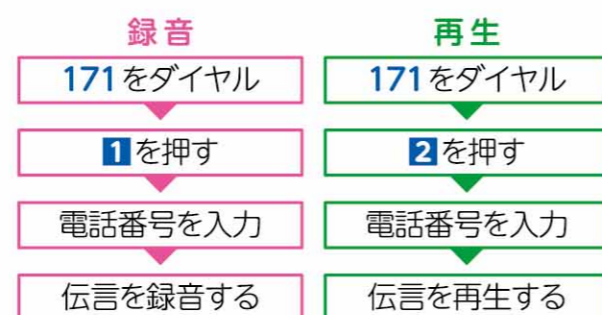 録音
171をダイヤル
1を押す
電話番号を入力
伝言を録音する
再生
171をダイヤル
2を押す
電話番号を入力
伝言を再生する